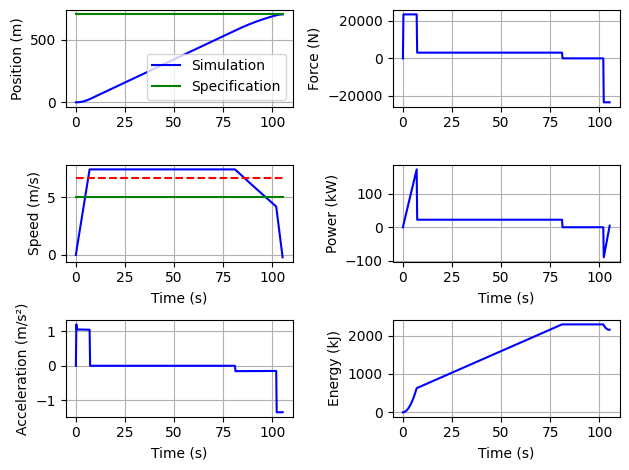 Position (m)
500
0
Simulation
Specification
0 25 50 75 100
Force (N)
20000
0
−20000
0 25 50 75 100
Speed (m/s)
5
0
0 25 50 75 100
Time (s)
Power (kW)
100
0
−100
0 25 50 75 100
Time (s)
Acceleration (m/s²)
1
0
−1
0 25 50 75 100
Time (s)
Energy (kJ)
2000
1000
0
0 25 50 75 100
Time (s)